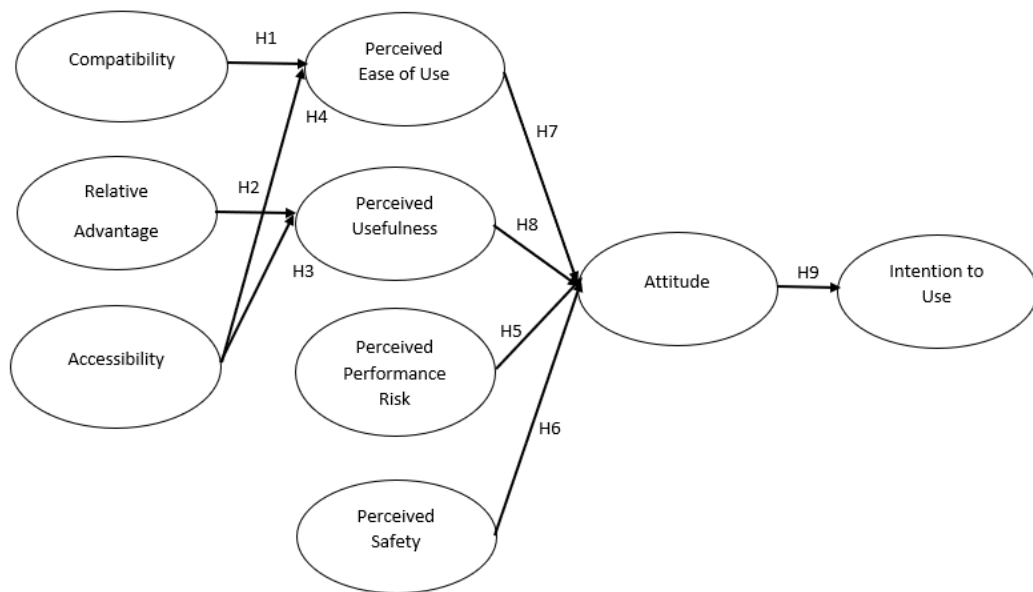 Compatibility
H1
Perceived
Ease of Use
H4
H7
Relative
Advantage
H2
Perceived
Usefulness
H8
H3
Attitude
H9
Intention to
Use
Accessibility
H5
Perceived
Performance
Risk
H6
Perceived
Safety